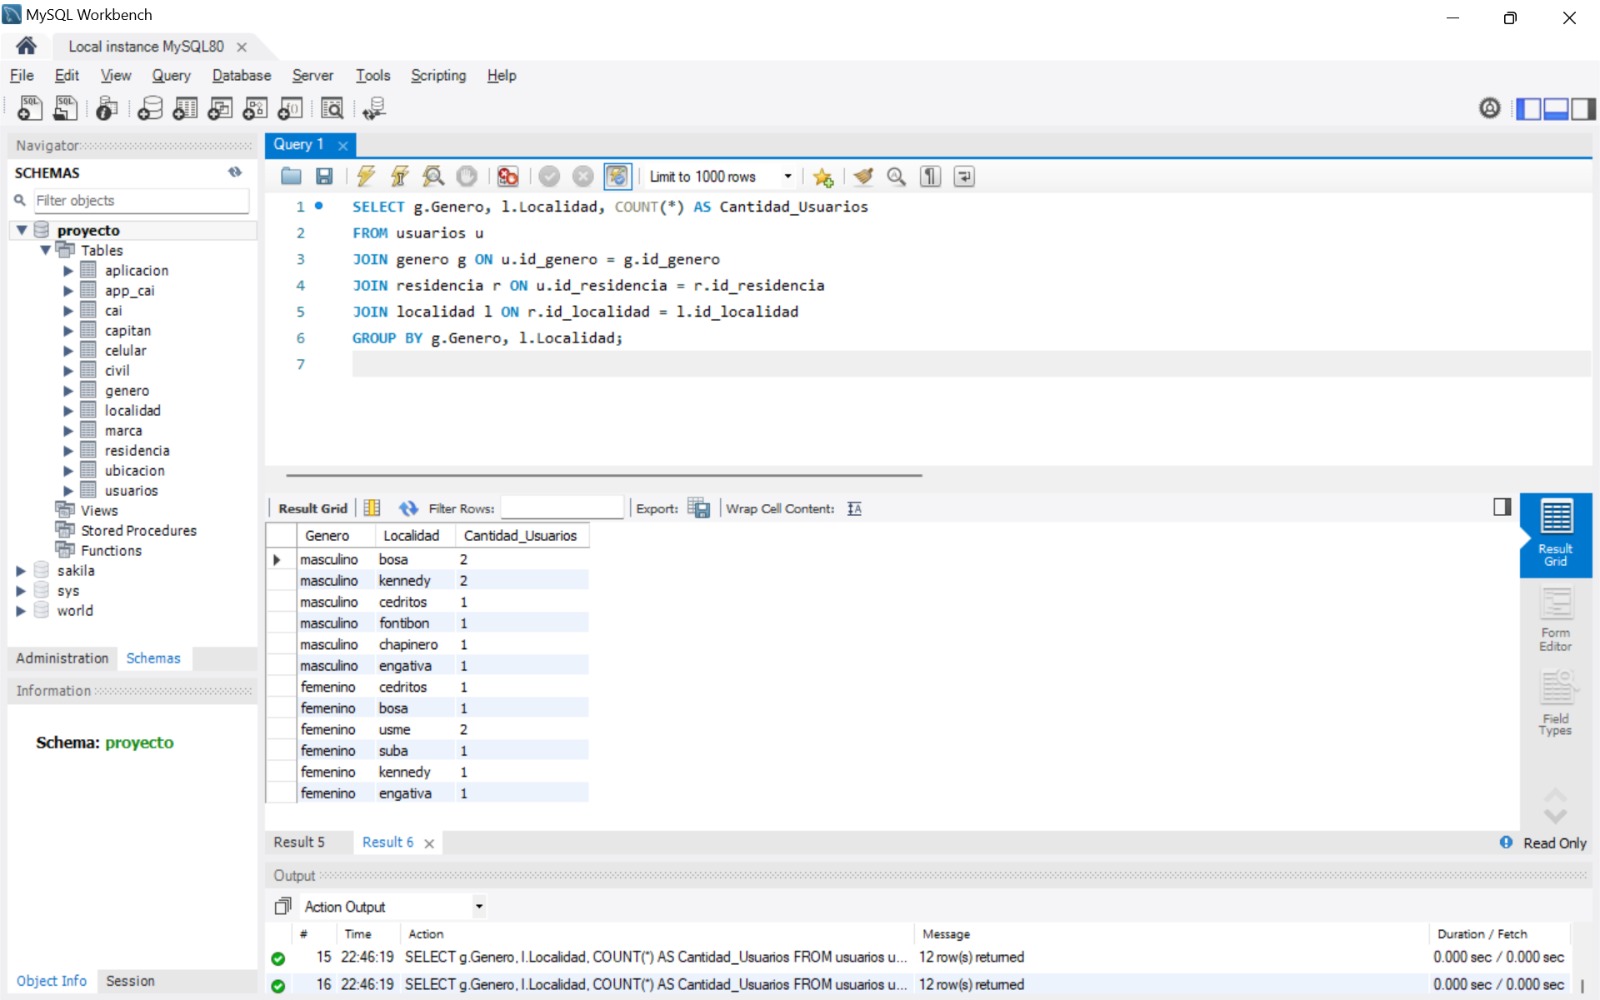 MySQL Workbench
Local instance MySQL80
File Edit View Query Database Server Tools Scripting Help
Navigator
SCHEMAS
Filter objects
proyecto
Tables
aplicacion
app_cai
cai
capitan
celular
civil
genero
localidad
marca
residencia
ubicacion
usuarios
Views
Stored Procedures
Functions
sakila
sys
world
Administration Schemas
Information
Schema: proyecto
Object Info Session
Query 1
Limit to 1000 rows
1 SELECT g.Genero, l.Localidad, COUNT(*) AS Cantidad_Usuarios
2 FROM usuarios u
3 JOIN genero g ON u.id_genero = g.id_genero
4 JOIN residencia r ON u.id_residencia = r.id_residencia
5 JOIN localidad l ON r.id_localidad = l.id_localidad
6 GROUP BY g.Genero, l.Localidad;
7
Result Grid Filter Rows: Export: Wrap Cell Content:
Genero Localidad Cantidad_Usuarios
masculino bosa 2
masculino kennedy 2
masculino cedritos 1
masculino fontibon 1
masculino chapinero 1
masculino engativa 1
femenino cedritos 1
femenino bosa 1
femenino usme 2
femenino suba 1
femenino kennedy 1
femenino engativa 1
Result
Grid
Form
Editor
Field
Types
Result 5 Result 6
Read Only
Output
Action Output
# Time Action Message Duration / Fetch
15 22:46:19 SELECT g.Genero, l.Localidad, COUNT(*) AS Cantidad_Usuarios FROM usuarios u... 12 row(s) returned 0.000 sec / 0.000 sec
16 22:46:19 SELECT g.Genero, l.Localidad, COUNT(*) AS Cantidad_Usuarios FROM usuarios u... 12 row(s) returned 0.000 sec / 0.000 sec